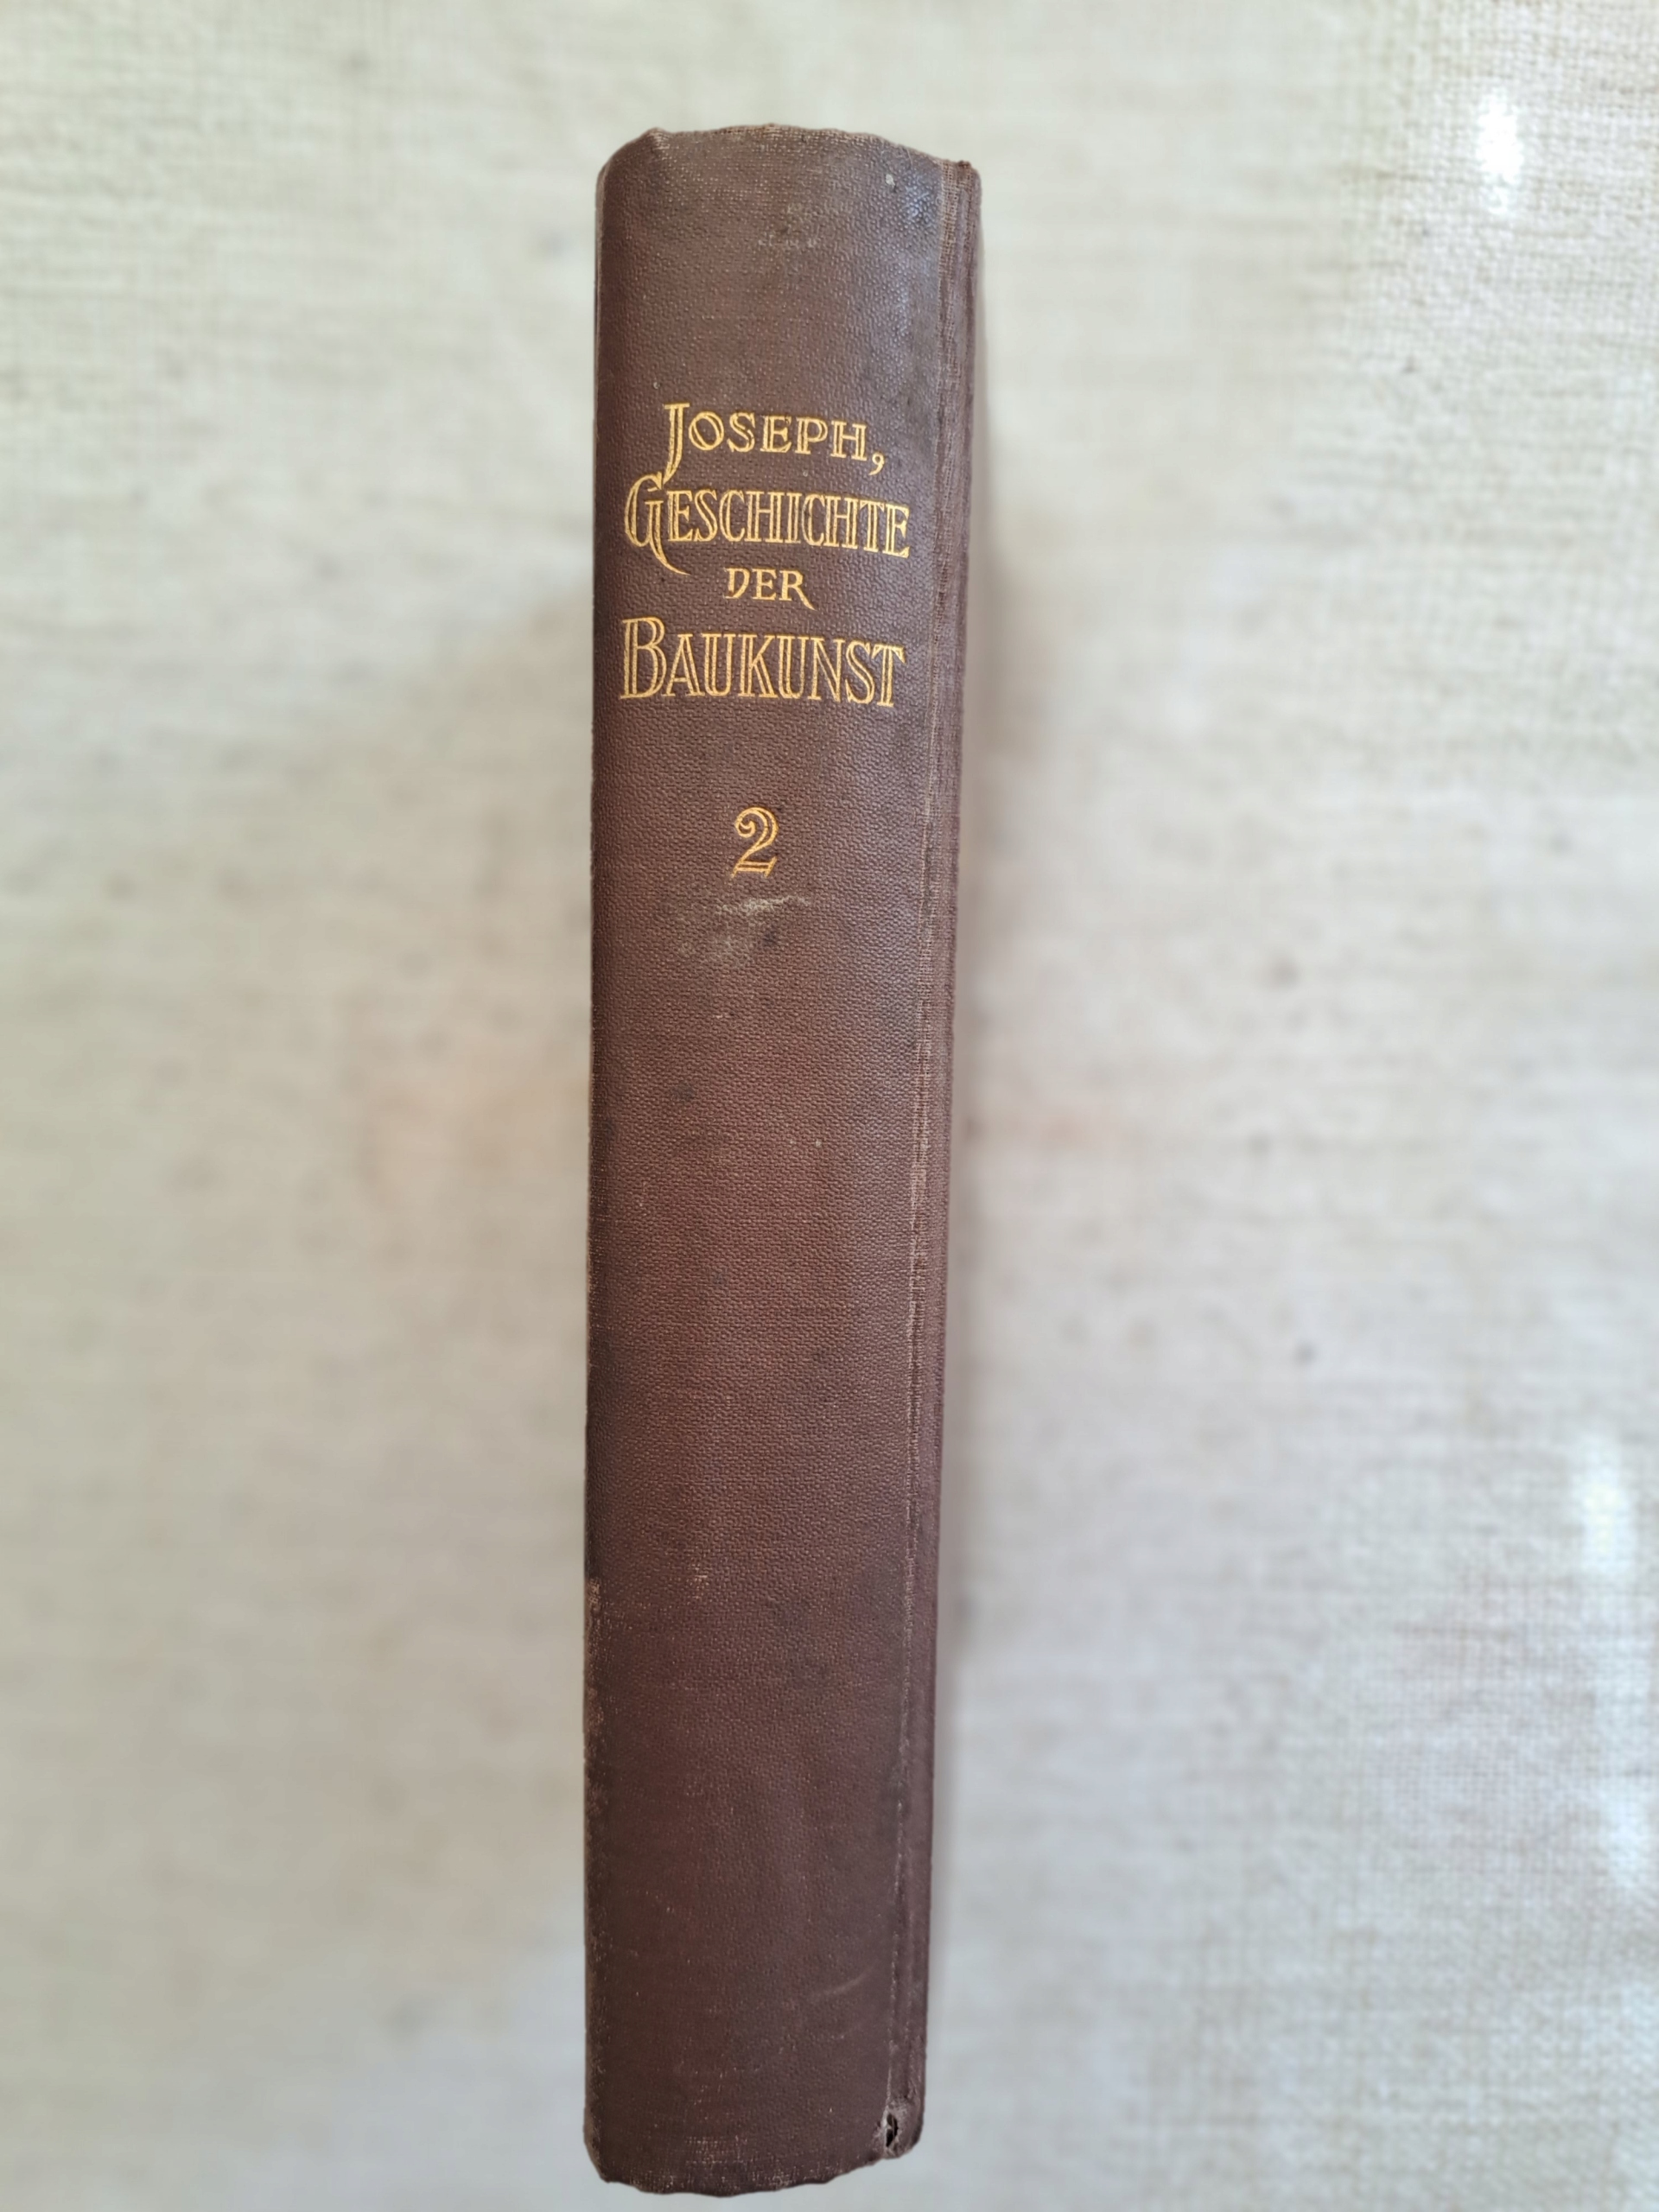 JOSEPH,
GESCHICHTE
DER
BAUKUNST
2